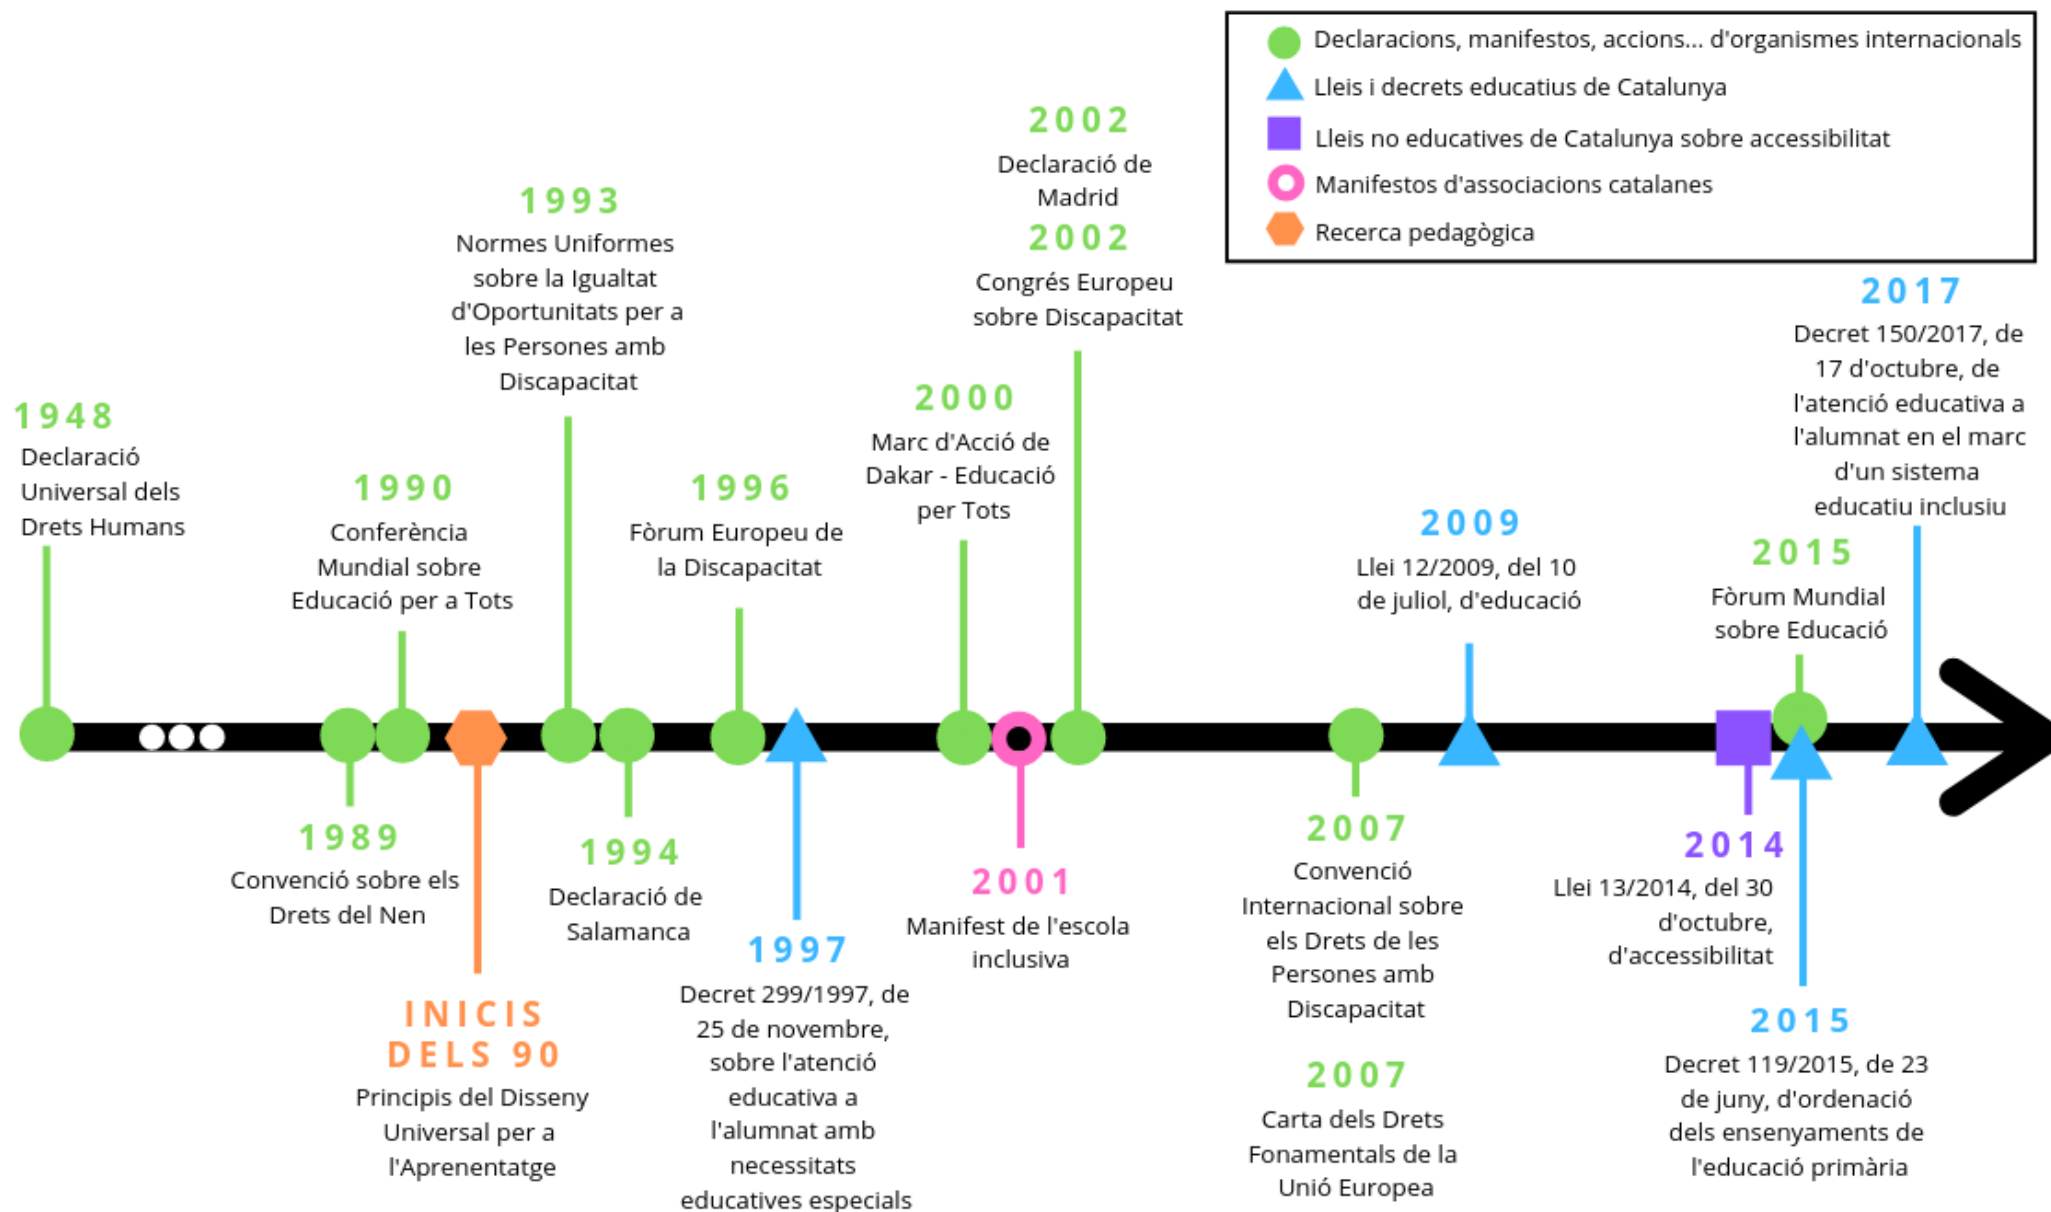 Declaracions, manifestos, accions... d'organismes internacionals
Lleis i decrets educatius de Catalunya
Lleis no educatives de Catalunya sobre accessibilitat
Manifestos d'associacions catalanes
Recerca pedagògica
1948
Declaració
Universal dels
Drets Humans
1989
Convenció sobre els
Drets del Nen
1990
Conferència
Mundial sobre
Educació per a Tots
INICIS
DELS 90
Principis del Disseny
Universal per a
l'Aprenentatge
1993
Normes Uniformes
sobre la Igualtat
d'Oportunitats per a
les Persones amb
Discapacitat
1994
Declaració de
Salamanca
1996
Fòrum Europeu de
la Discapacitat
1997
Decret 299/1997, de
25 de novembre,
sobre l'atenció
educativa a
l'alumnat amb
necessitats
educatives especials
2000
Marc d'Acció de
Dakar - Educació
per Tots
2001
Manifest de l'escola
inclusiva
2002
Declaració de
Madrid
2002
Congrés Europeu
sobre Discapacitat
2007
Convenció
Internacional sobre
els Drets de les
Persones amb
Discapacitat
2007
Carta dels Drets
Fonamentals de la
Unió Europea
2009
Llei 12/2009, del 10
de juliol, d'educació
2014
Llei 13/2014, del 30
d'octubre,
d'accessibilitat
2015
Fòrum Mundial
sobre Educació
2015
Decret 119/2015, de 23
de juny, d'ordenació
dels ensenyaments de
l'educació primària
2017
Decret 150/2017, de
17 d'octubre, de
l'atenció educativa a
l'alumnat en el marc
d'un sistema
educatiu inclusiu